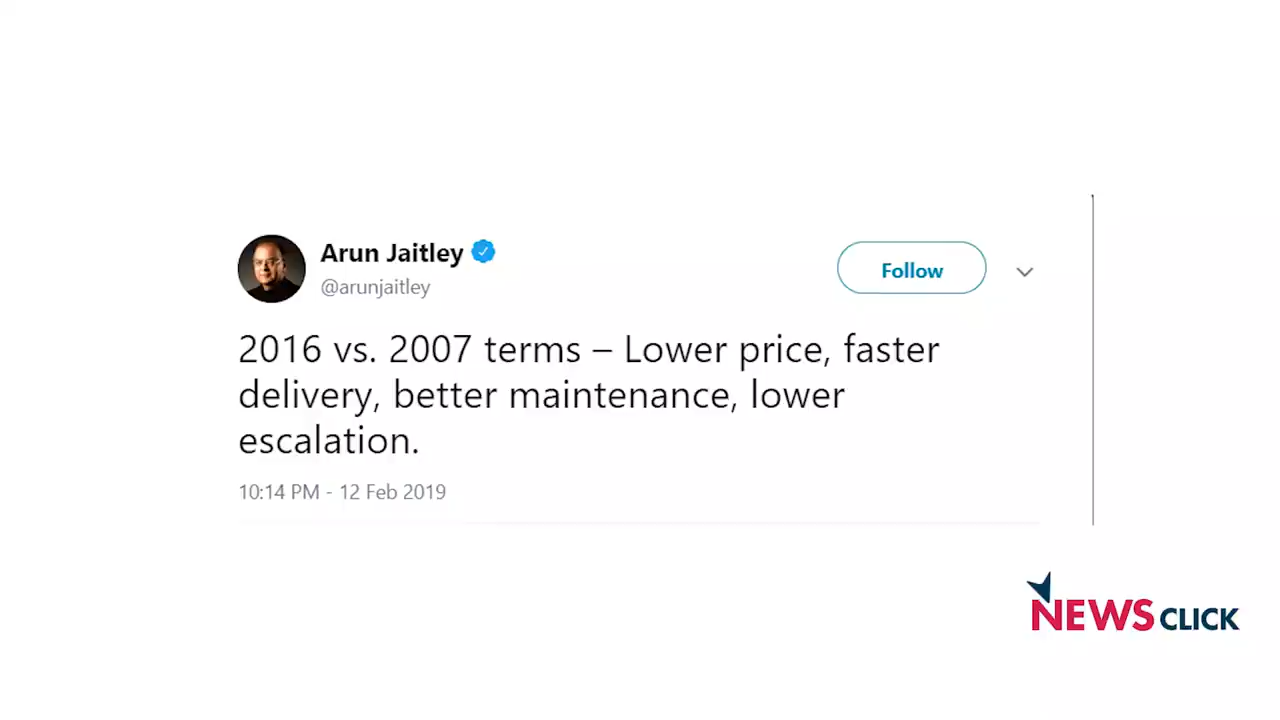 Arun Jaitley
@arunjaitley
Follow
2016 vs. 2007 terms – Lower price, faster
delivery, better maintenance, lower
escalation.
10:14 PM - 12 Feb 2019
NEWS CLICK